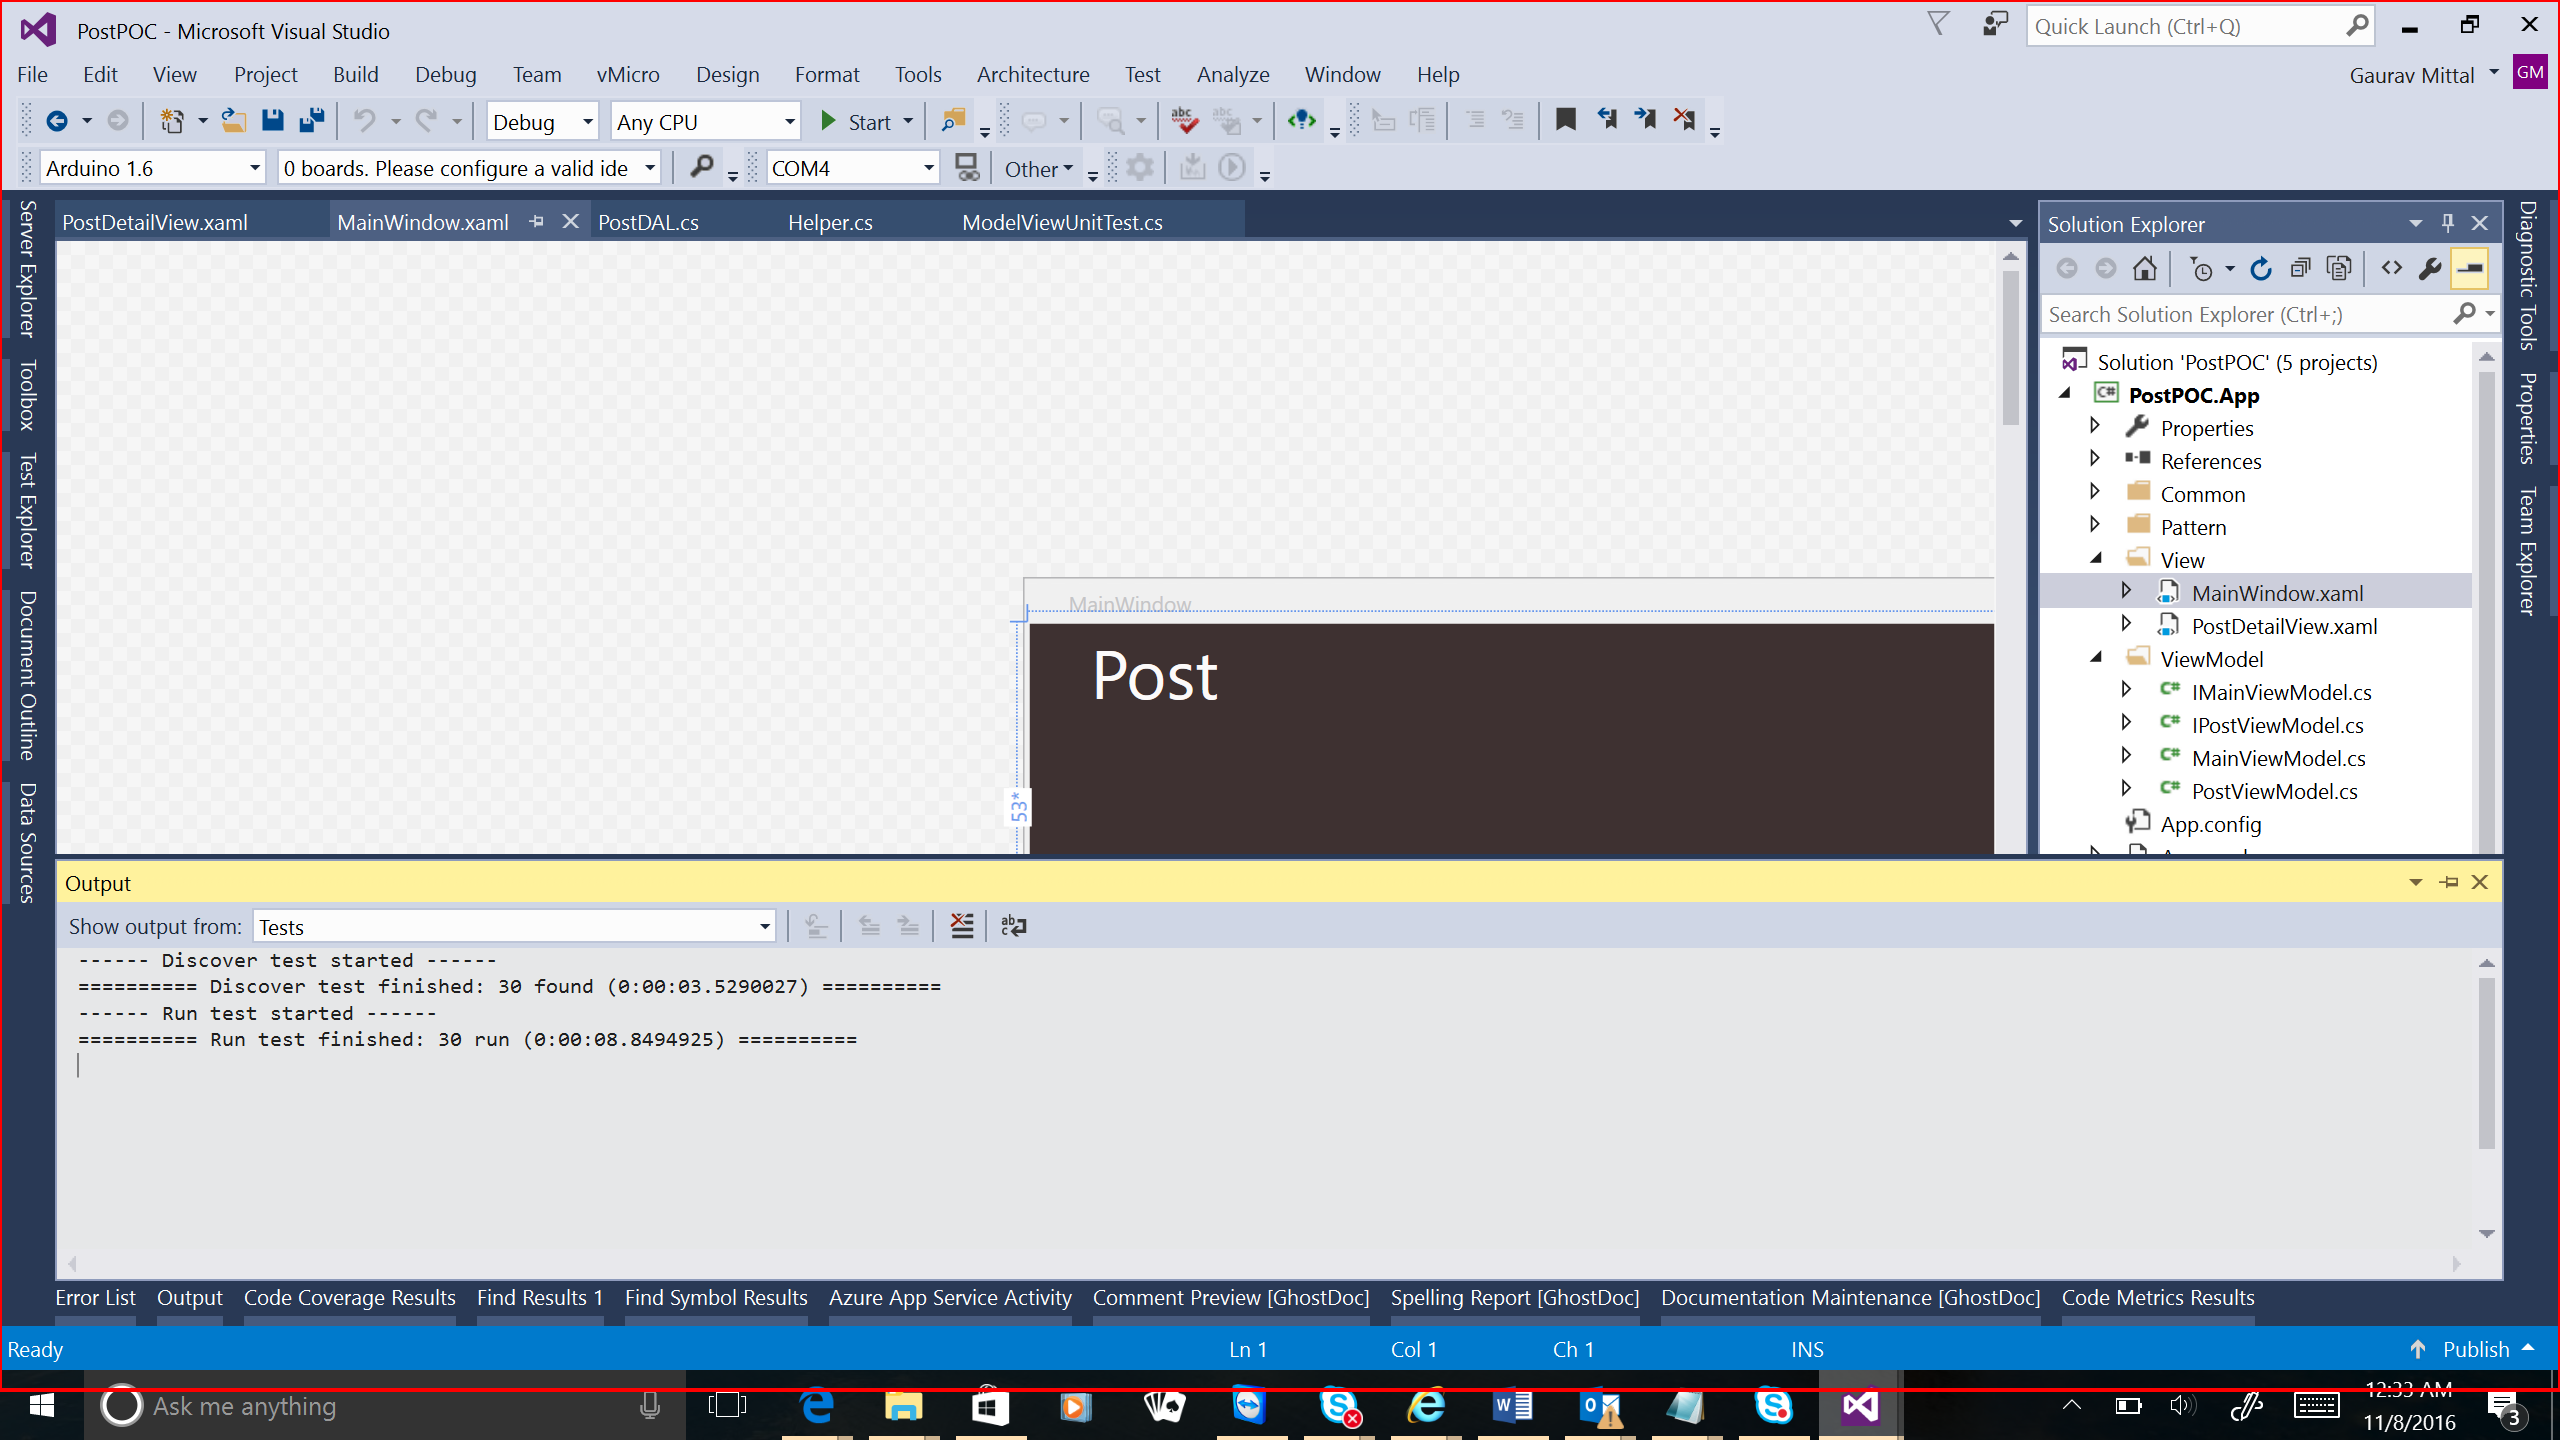 PostPOC - Microsoft Visual Studio
Quick Launch (Ctrl+Q)
File Edit View Project Build Debug Team vMicro Design Format Tools Architecture Test Analyze Window Help
Gaurav Mittal GM
Debug Any CPU Start
Arduino 1.6 0 boards. Please configure a valid ide COM4 Other
Server Explorer
Toolbox
Test Explorer
Document Outline
Data Sources
PostDetailView.xaml MainWindow.xaml PostDAL.cs Helper.cs ModelViewUnitTest.cs
MainWindow
Post
53*
Solution Explorer
Search Solution Explorer (Ctrl+;)
Solution 'PostPOC' (5 projects)
PostPOC.App
Properties
References
Common
Pattern
View
MainWindow.xaml
PostDetailView.xaml
ViewModel
IMainViewModel.cs
IPostViewModel.cs
MainViewModel.cs
PostViewModel.cs
App.config
Diagnostic Tools
Properties
Team Explorer
Output
Show output from: Tests
------ Discover test started ------
========== Discover test finished: 30 found (0:00:03.5290027) ==========
------ Run test started ------
========== Run test finished: 30 run (0:00:08.8494925) ==========
Error List Output Code Coverage Results Find Results 1 Find Symbol Results Azure App Service Activity Comment Preview [GhostDoc] Spelling Report [GhostDoc] Documentation Maintenance [GhostDoc] Code Metrics Results
Ready Ln 1 Col 1 Ch 1 INS Publish
Ask me anything
12:33 AM
11/8/2016
3